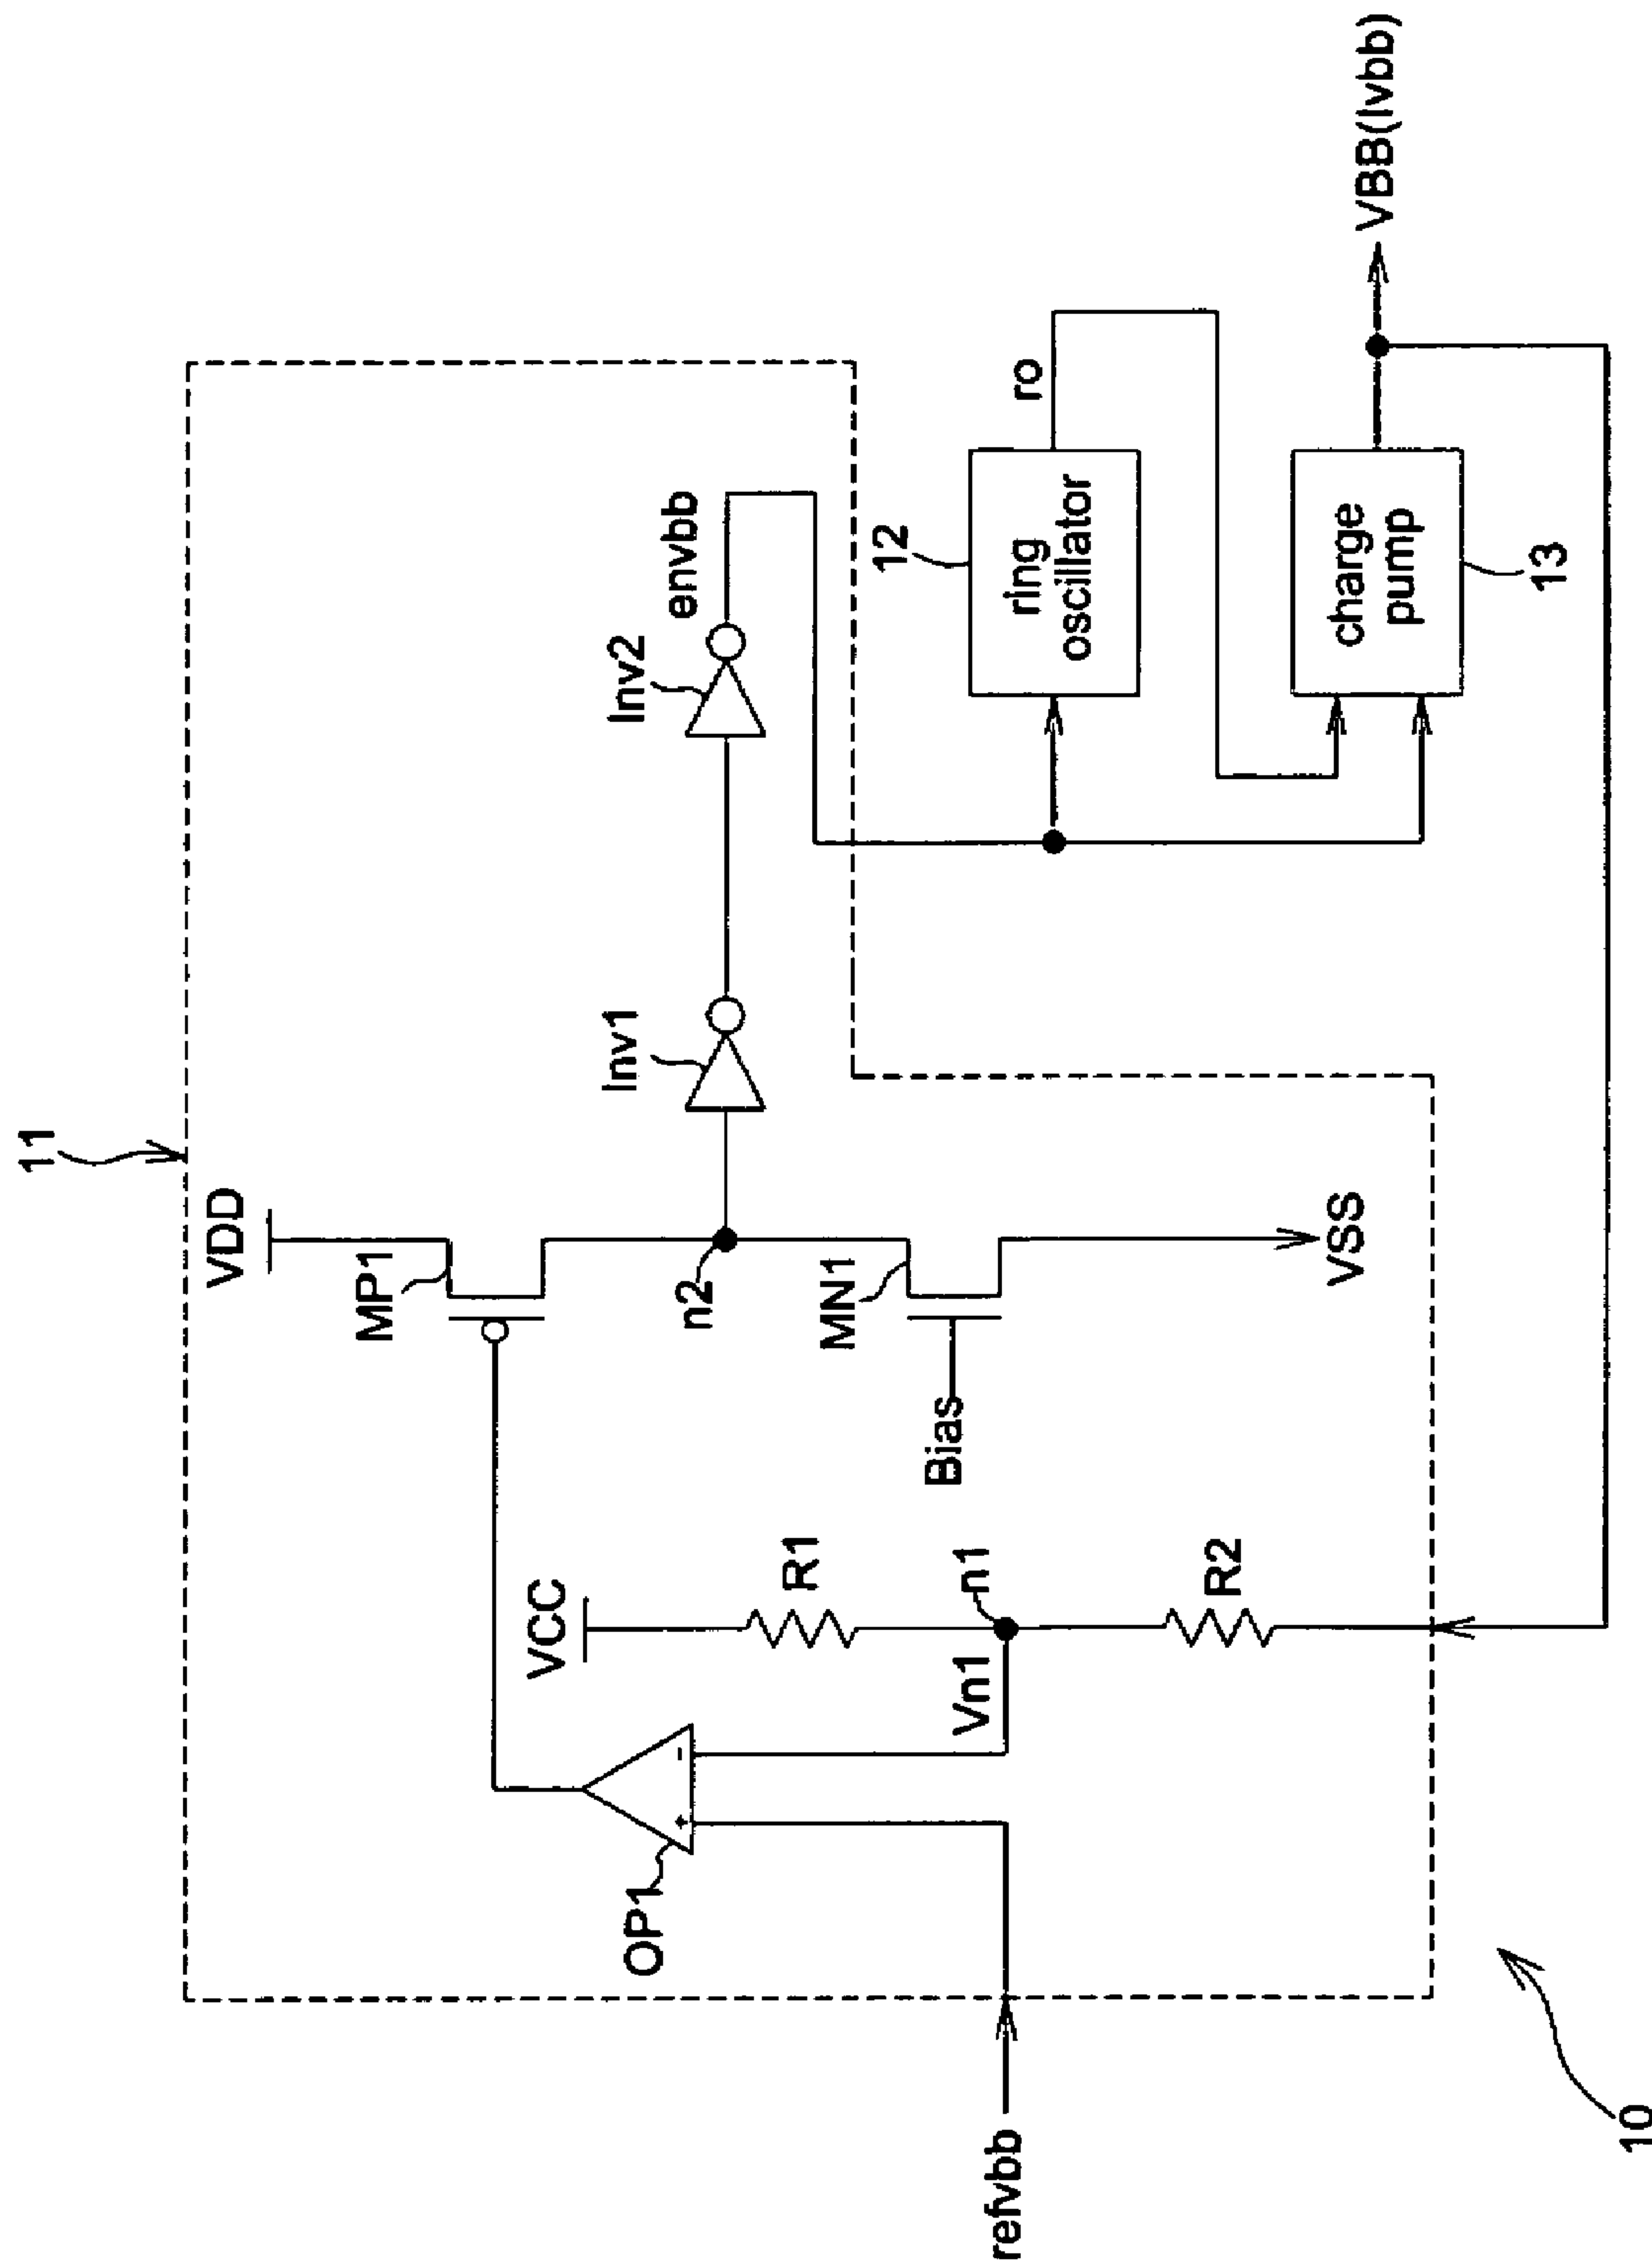 11
VDD
MP1
VCC
OP1
+
-
R1
n1
Vn1
R2
n2
MN1
Bias
VSS
Inv1
Inv2
envbb
12
ring
oscillator
ro
charge
pump
13
VBB(Ivbb)
refvbb
10